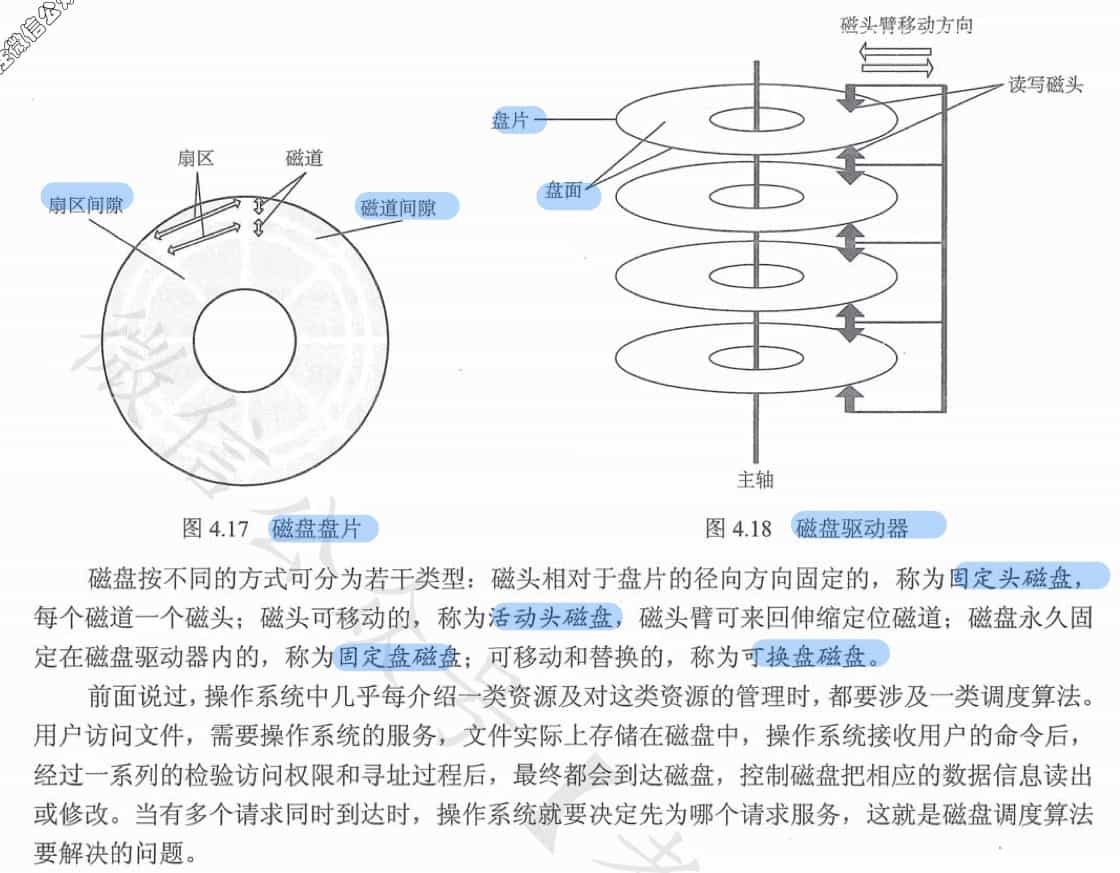 注微信公众
磁头臂移动方向
读写磁头
盘片
扇区
磁道
盘面
扇区间隙
磁道间隙
主轴
图 4.17 磁盘盘片
图 4.18 磁盘驱动器
磁盘按不同的方式可分为若干类型：磁头相对于盘片的径向方向固定的，称为固定头磁盘，
每个磁道一个磁头；磁头可移动的，称为活动头磁盘，磁头臂可来回伸缩定位磁道；磁盘永久固
定在磁盘驱动器内的，称为固定盘磁盘；可移动和替换的，称为可换盘磁盘。
前面说过，操作系统中几乎每介绍一类资源及对这类资源的管理时，都要涉及一类调度算法。
用户访问文件，需要操作系统的服务，文件实际上存储在磁盘中，操作系统接收用户的命令后，
经过一系列的检验访问权限和寻址过程后，最终都会到达磁盘，控制磁盘把相应的数据信息读出
或修改。当有多个请求同时到达时，操作系统就要决定先为哪个请求服务，这就是磁盘调度算法
要解决的问题。
微信公众号